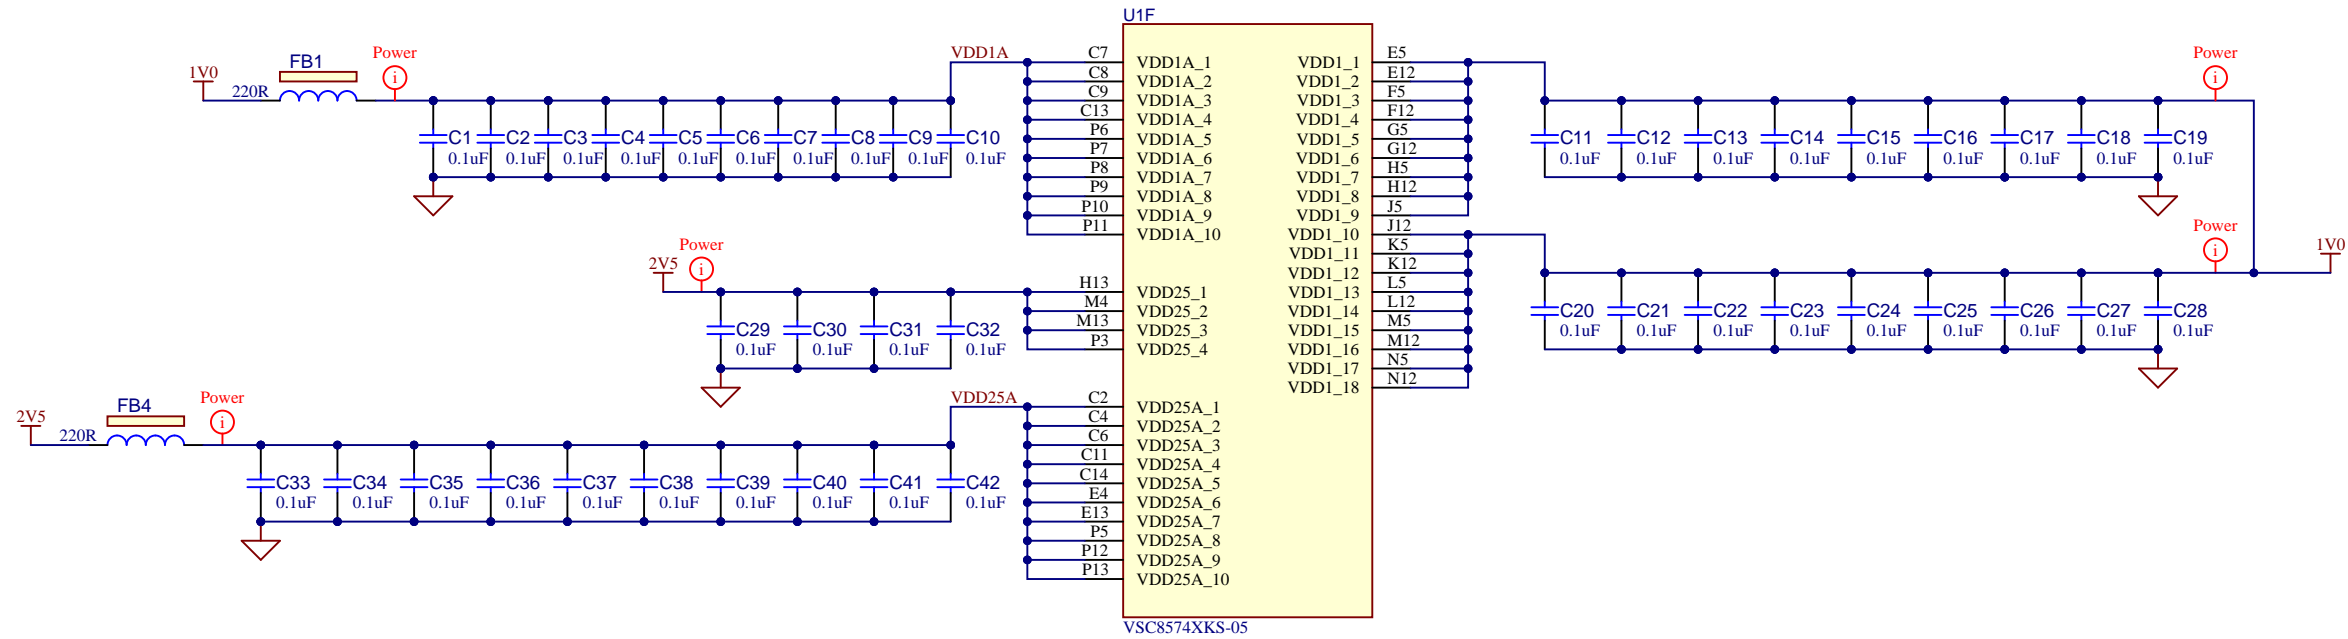 U1F
1V0
FB1
220R
Power
VDD1A
C1 C2 C3 C4 C5 C6 C7 C8 C9 C10
0.1uF 0.1uF 0.1uF 0.1uF 0.1uF 0.1uF 0.1uF 0.1uF 0.1uF 0.1uF
C7 VDD1A_1
C8 VDD1A_2
C9 VDD1A_3
C13 VDD1A_4
P6 VDD1A_5
P7 VDD1A_6
P8 VDD1A_7
P9 VDD1A_8
P10 VDD1A_9
P11 VDD1A_10
2V5
Power
C29 C30 C31 C32
0.1uF 0.1uF 0.1uF 0.1uF
H13 VDD25_1
M4 VDD25_2
M13 VDD25_3
P3 VDD25_4
2V5
FB4
220R
Power
VDD25A
C33 C34 C35 C36 C37 C38 C39 C40 C41 C42
0.1uF 0.1uF 0.1uF 0.1uF 0.1uF 0.1uF 0.1uF 0.1uF 0.1uF 0.1uF
C2 VDD25A_1
C4 VDD25A_2
C6 VDD25A_3
C11 VDD25A_4
C14 VDD25A_5
E4 VDD25A_6
E13 VDD25A_7
P5 VDD25A_8
P12 VDD25A_9
P13 VDD25A_10
VDD1_1 E5
VDD1_2 E12
VDD1_3 F5
VDD1_4 F12
VDD1_5 G5
VDD1_6 G12
VDD1_7 H5
VDD1_8 H12
VDD1_9 J5
VDD1_10 J12
VDD1_11 K5
VDD1_12 K12
VDD1_13 L5
VDD1_14 L12
VDD1_15 M5
VDD1_16 M12
VDD1_17 N5
VDD1_18 N12
Power
C11 C12 C13 C14 C15 C16 C17 C18 C19
0.1uF 0.1uF 0.1uF 0.1uF 0.1uF 0.1uF 0.1uF 0.1uF 0.1uF
Power
1V0
C20 C21 C22 C23 C24 C25 C26 C27 C28
0.1uF 0.1uF 0.1uF 0.1uF 0.1uF 0.1uF 0.1uF 0.1uF 0.1uF
VSC8574XKS-05